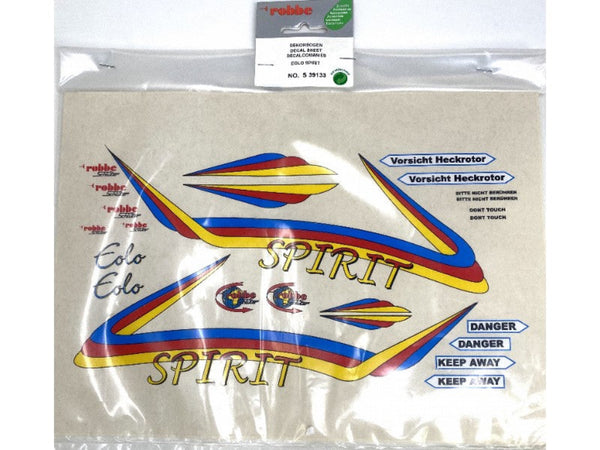 robbe
DEKORBOGEN
DECAL SHEET
DECALCOMANIES
EOLO SPIRIT
NO. S 39133
robbe
robbe
robbe
robbe
robbe
Eolo
Eolo
SPIRIT
SPIRIT
Vorsicht Heckrotor
Vorsicht Heckrotor
BITTE NICHT BERÜHREN
BITTE NICHT BERÜHREN
DONT TOUCH
DONT TOUCH
DANGER
DANGER
KEEP AWAY
KEEP AWAY